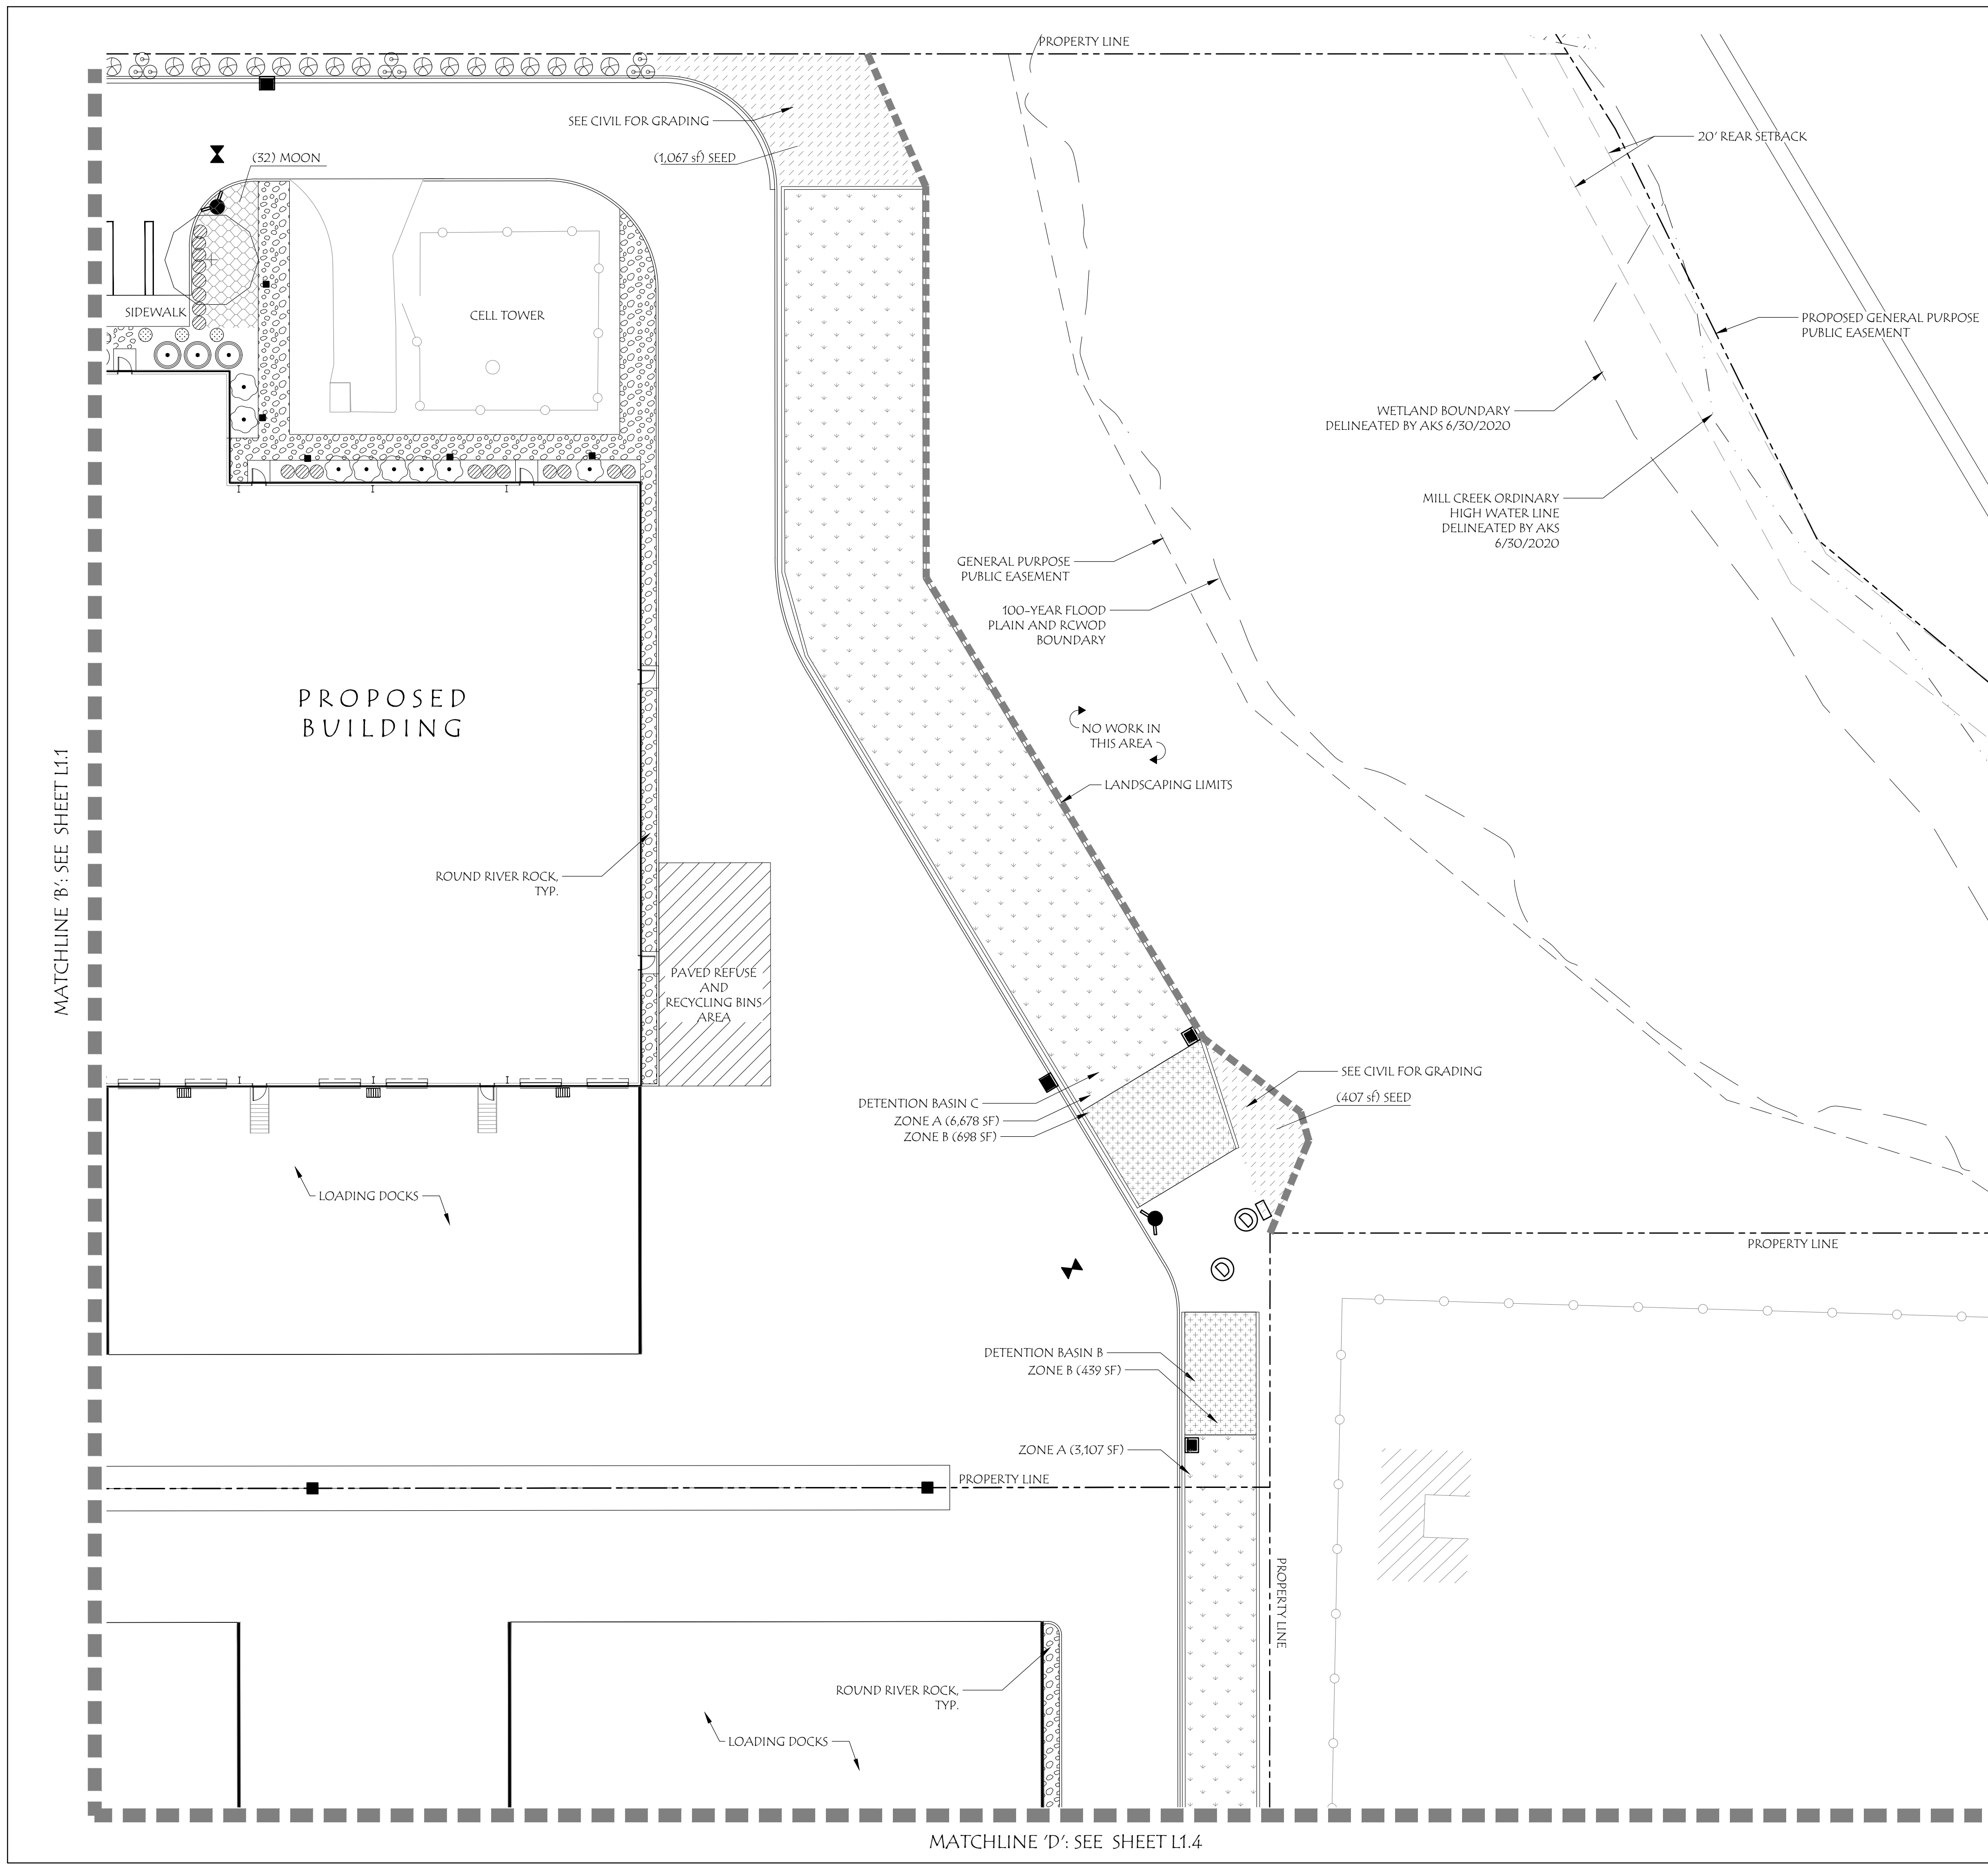 PROPERTY LINE
SEE CIVIL FOR GRADING
(1,067 sf) SEED
(32) MOON
20' REAR SETBACK
SIDEWALK
CELL TOWER
PROPOSED GENERAL PURPOSE
PUBLIC EASEMENT
WETLAND BOUNDARY
DELINEATED BY AKS 6/30/2020
MILL CREEK ORDINARY
HIGH WATER LINE
DELINEATED BY AKS
6/30/2020
GENERAL PURPOSE
PUBLIC EASEMENT
100-YEAR FLOOD
PLAIN AND RCWOD
BOUNDARY
PROPOSED
BUILDING
NO WORK IN
THIS AREA
LANDSCAPING LIMITS
MATCHLINE 'B': SEE SHEET L1.1
ROUND RIVER ROCK,
TYP.
PAVED REFUSE
AND
RECYCLING BINS
AREA
SEE CIVIL FOR GRADING
(407 sf) SEED
DETENTION BASIN C
ZONE A (6,678 SF)
ZONE B (698 SF)
LOADING DOCKS
D
D
PROPERTY LINE
DETENTION BASIN B
ZONE B (439 SF)
ZONE A (3,107 SF)
PROPERTY LINE
PROPERTY LINE
ROUND RIVER ROCK,
TYP.
LOADING DOCKS
MATCHLINE 'D': SEE SHEET L1.4